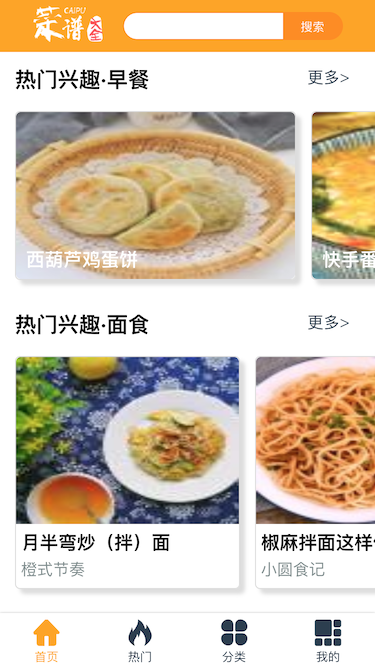 菜谱
CAIPU
大全
搜索
热门兴趣·早餐
更多>
西葫芦鸡蛋饼
快手番
热门兴趣·面食
更多>
月半弯炒（拌）面
橙式节奏
椒麻拌面这样
小圆食记
首页
热门
分类
我的